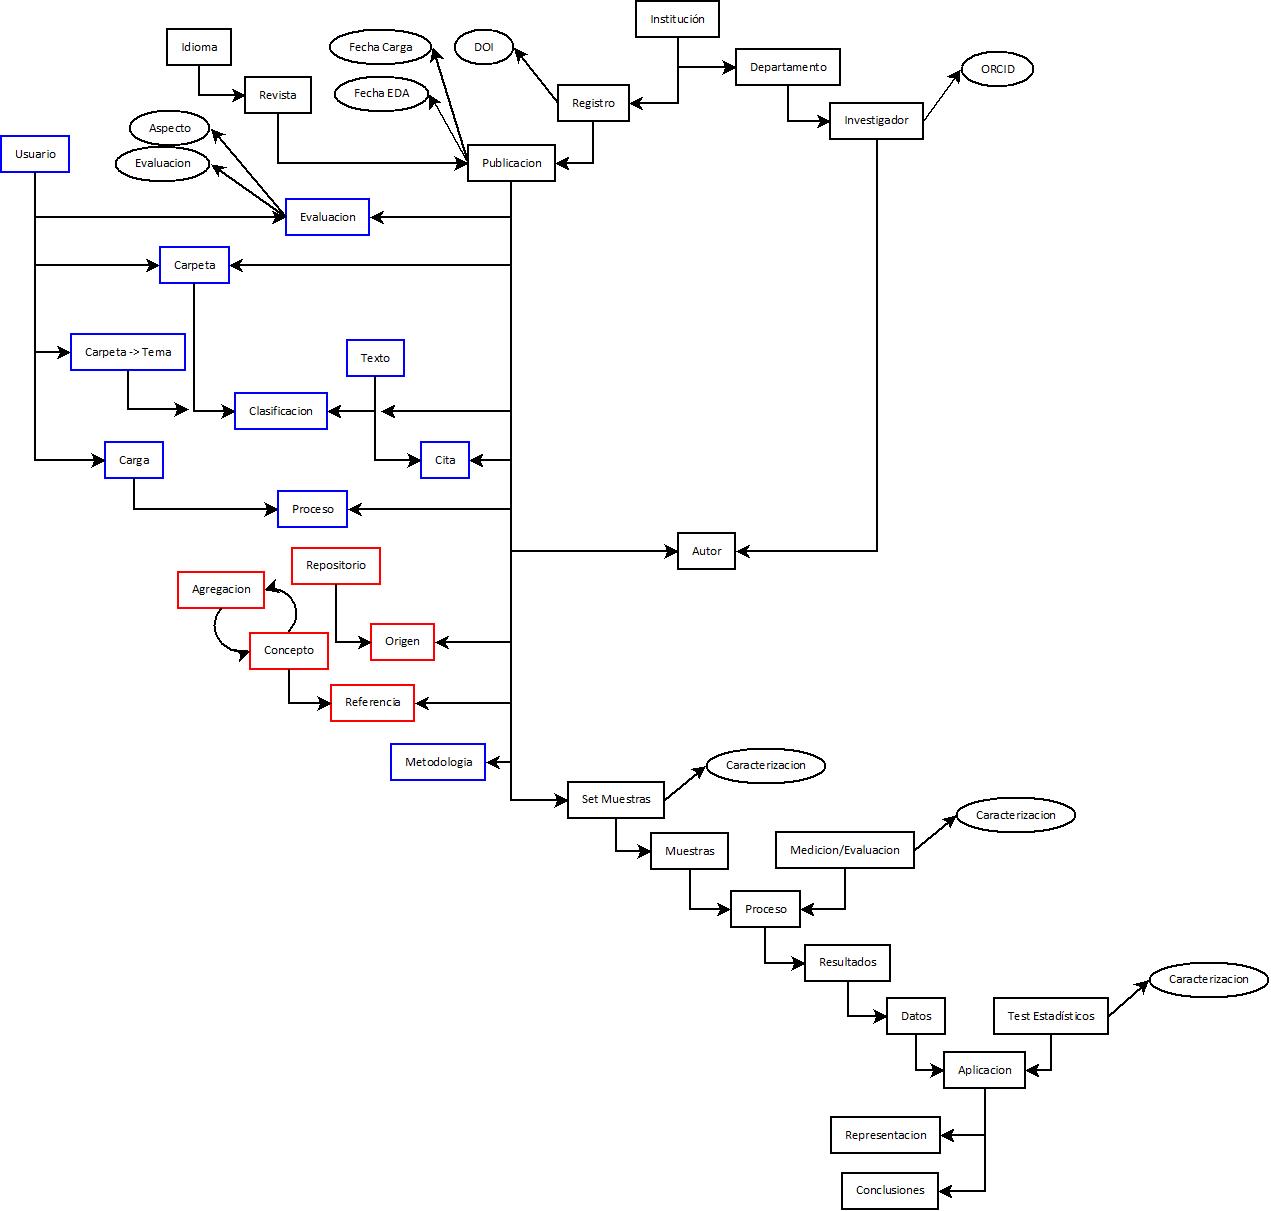 Institución
Idioma
Fecha Carga
DOI
Departamento
ORCID
Revista
Fecha EDA
Registro
Investigador
Aspecto
Usuario
Evaluacion
Publicacion
Evaluacion
Carpeta
Carpeta -> Tema
Texto
Clasificacion
Carga
Cita
Proceso
Autor
Repositorio
Agregacion
Origen
Concepto
Referencia
Metodologia
Caracterizacion
Set Muestras
Caracterizacion
Muestras
Medicion/Evaluacion
Proceso
Resultados
Caracterizacion
Datos
Test Estadísticos
Aplicacion
Representacion
Conclusiones